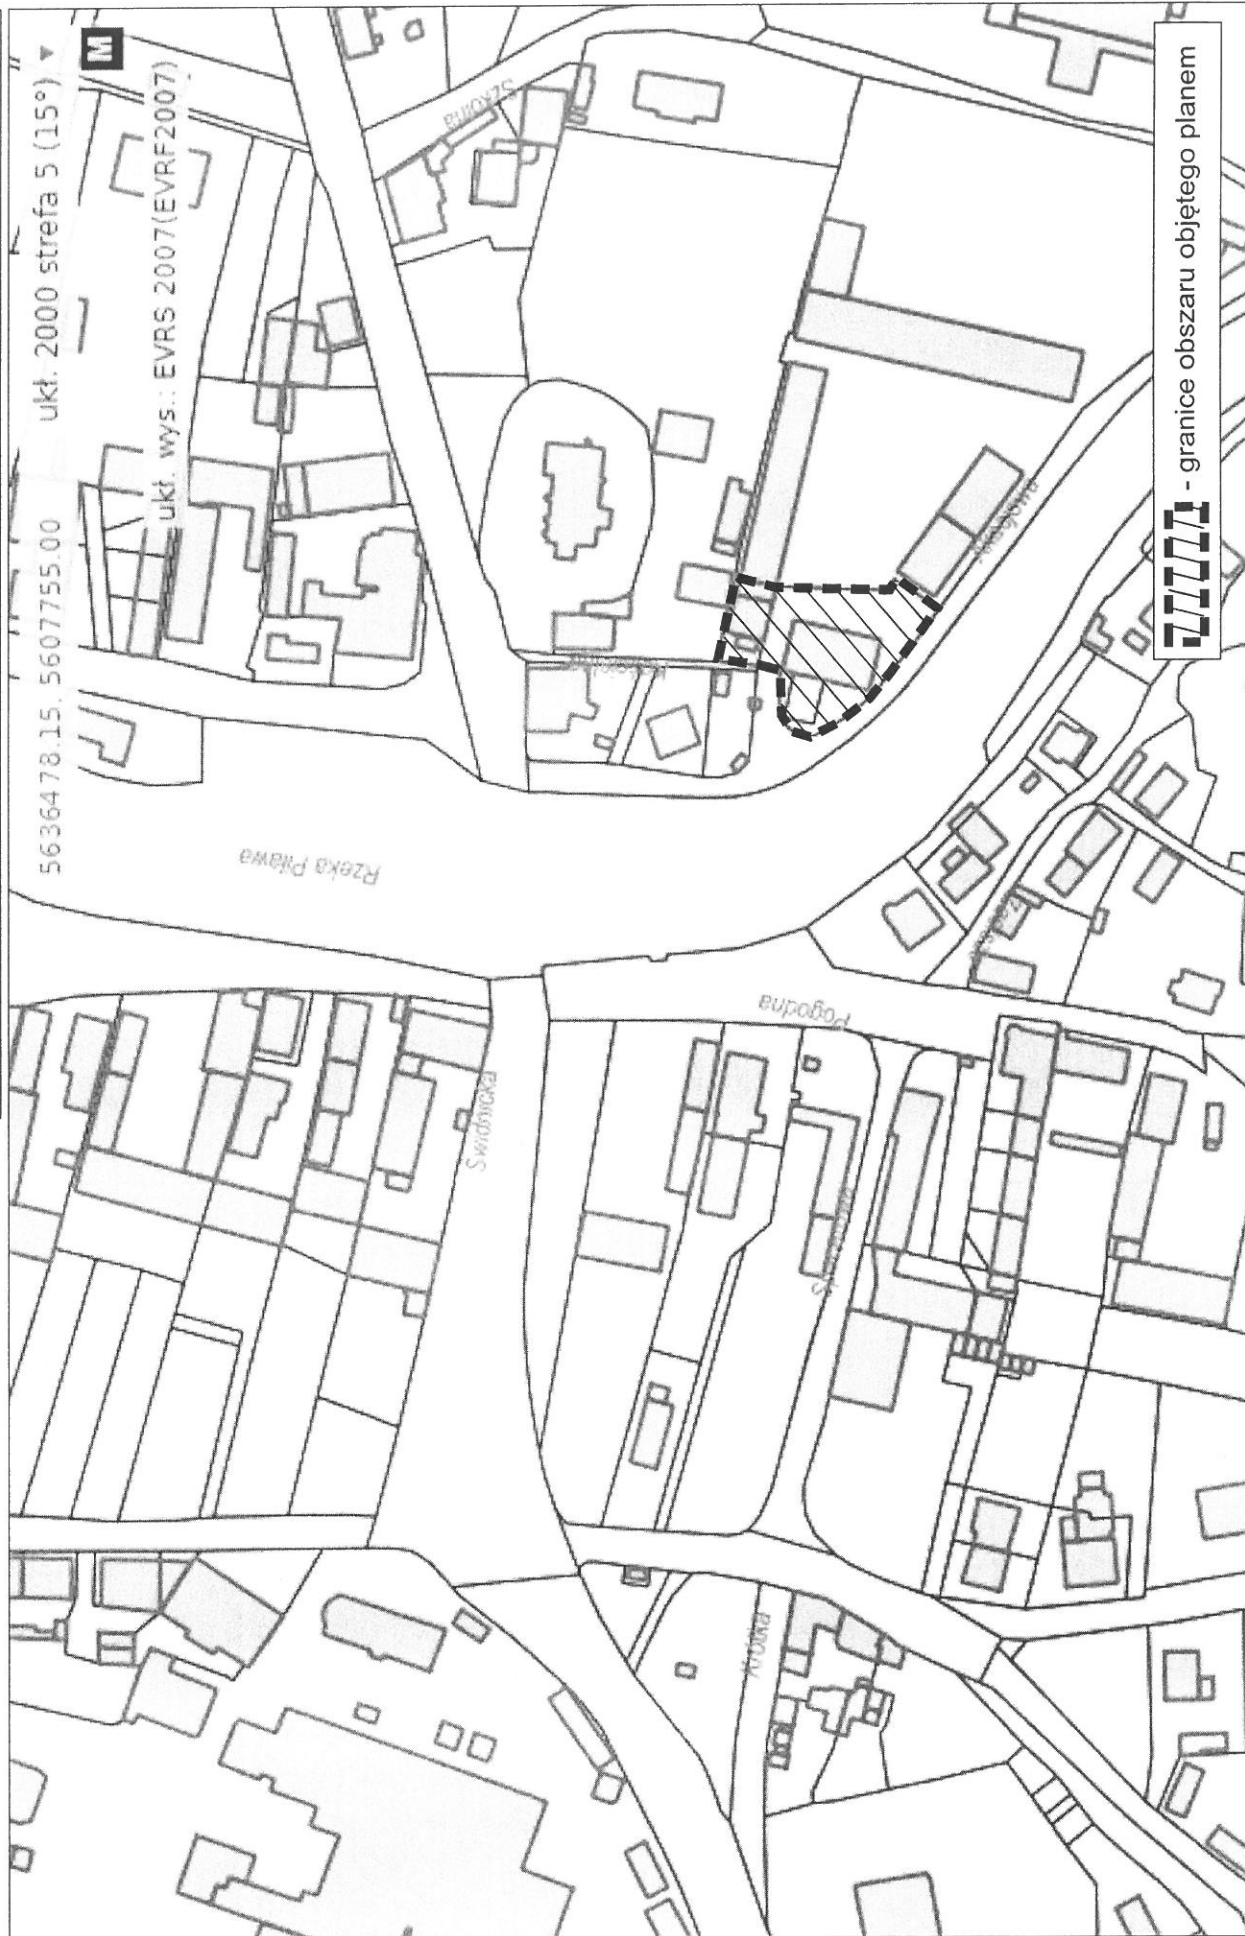 5636478.15, 5607755.00
ukł. 2000 strefa 5 (15°) ▾
M
ukł. wys.: EVRS 2007(EVRF2007)
Szkolna
Rzeka Piława
Świdnicka
Pogodna
Krótka
- granice obszaru objętego planem